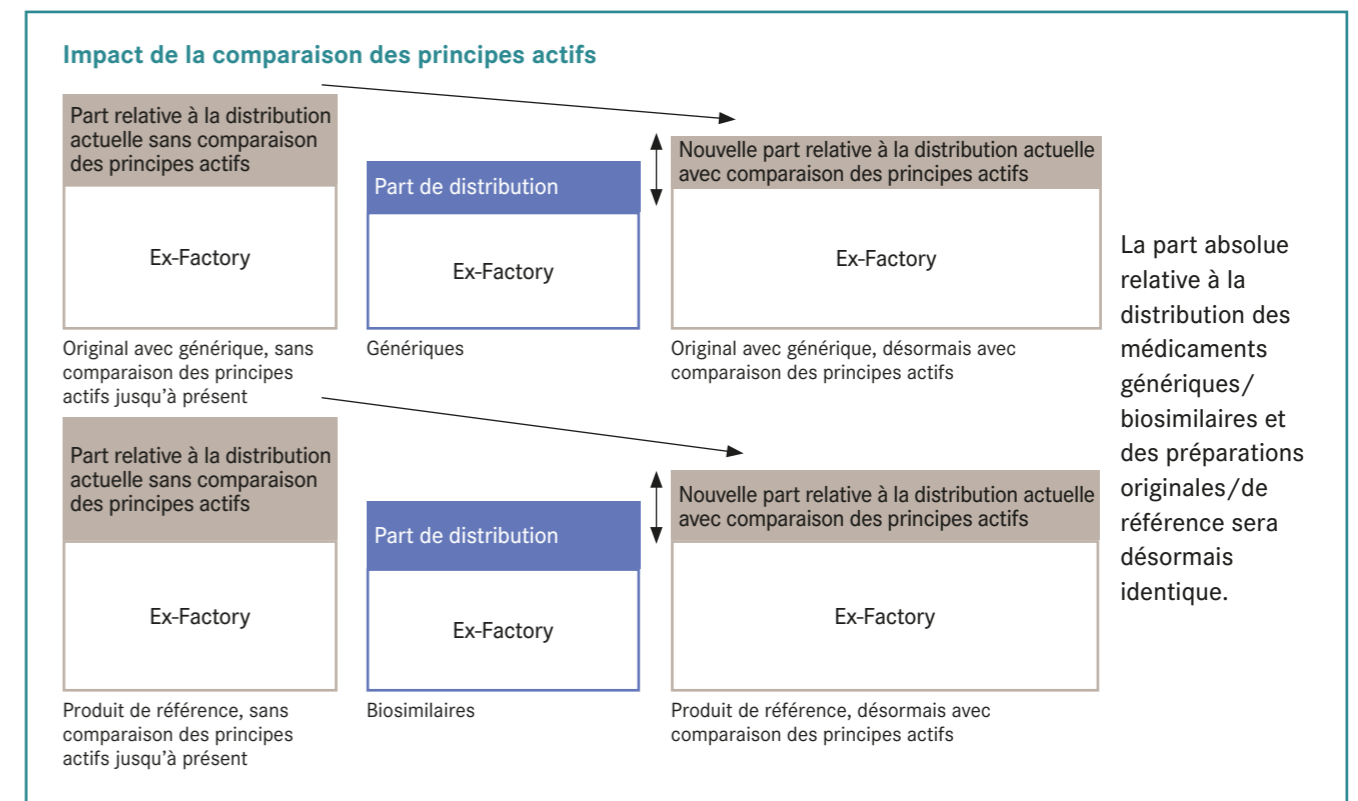 Impact de la comparaison des principes actifs
Part relative à la distribution
actuelle sans comparaison
des principes actifs
Ex-Factory
Original avec générique, sans
comparaison des principes
actifs jusqu’à présent
Part de distribution
Ex-Factory
Génériques
Nouvelle part relative à la distribution actuelle
avec comparaison des principes actifs
Ex-Factory
Original avec générique, désormais avec
comparaison des principes actifs
Part relative à la distribution
actuelle sans comparaison
des principes actifs
Ex-Factory
Produit de référence, sans
comparaison des principes
actifs jusqu’à présent
Part de distribution
Ex-Factory
Biosimilaires
Nouvelle part relative à la distribution actuelle
avec comparaison des principes actifs
Ex-Factory
Produit de référence, désormais avec
comparaison des principes actifs
La part absolue
relative à la
distribution des
médicaments
génériques/
biosimilaires et
des préparations
originales/de
référence sera
désormais
identique.